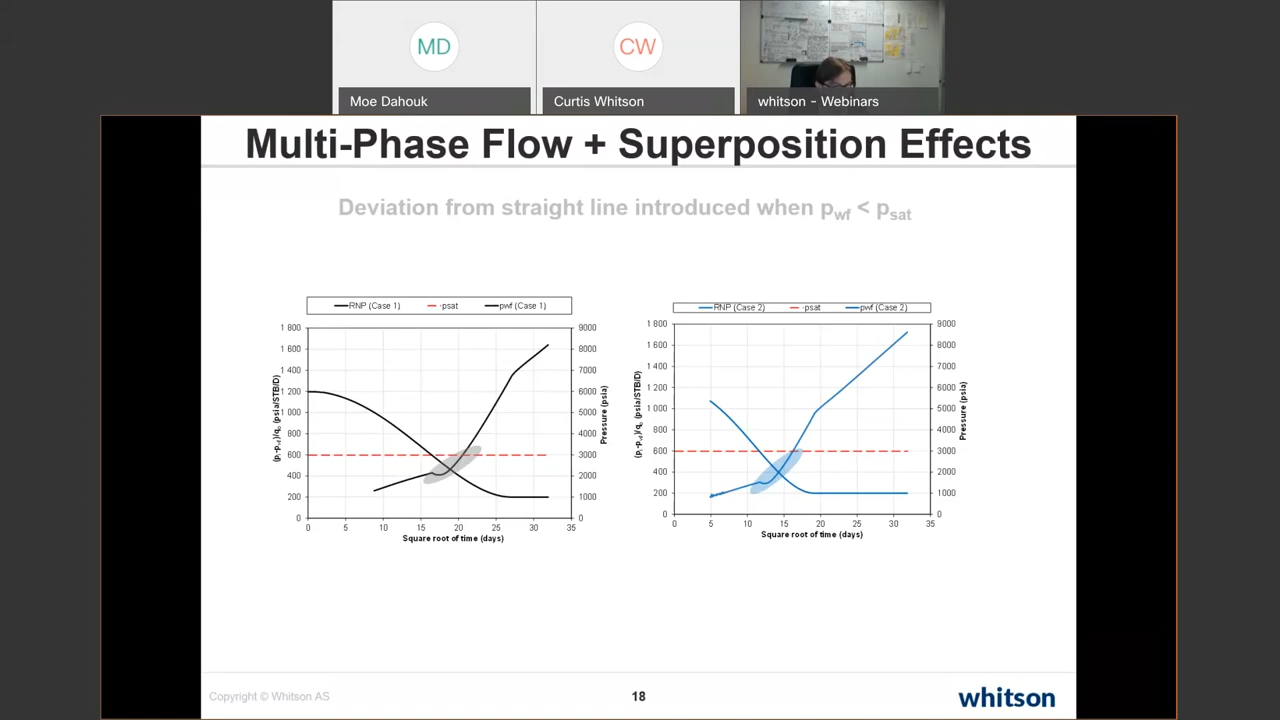 MD
CW
Moe Dahouk
Curtis Whitson
whitson - Webinars
Multi-Phase Flow + Superposition Effects
Deviation from straight line introduced when pwf < psat
RNP (Case 1) psat pwf (Case 1)
1 800
1 600
1 400
1 200
1 000
800
600
400
200
0
9000
8000
7000
6000
5000
4000
3000
2000
1000
0
(pi-pwf)/qo (psia/STB/D)
Pressure (psia)
0 5 10 15 20 25 30 35
Square root of time (days)
RNP (Case 2) psat pwf (Case 2)
1 800
1 600
1 400
1 200
1 000
800
600
400
200
0
9000
8000
7000
6000
5000
4000
3000
2000
1000
0
(pi-pwf)/qo (psia/STB/D)
Pressure (psia)
0 5 10 15 20 25 30 35
Square root of time (days)
Copyright © Whitson AS
18
whitson